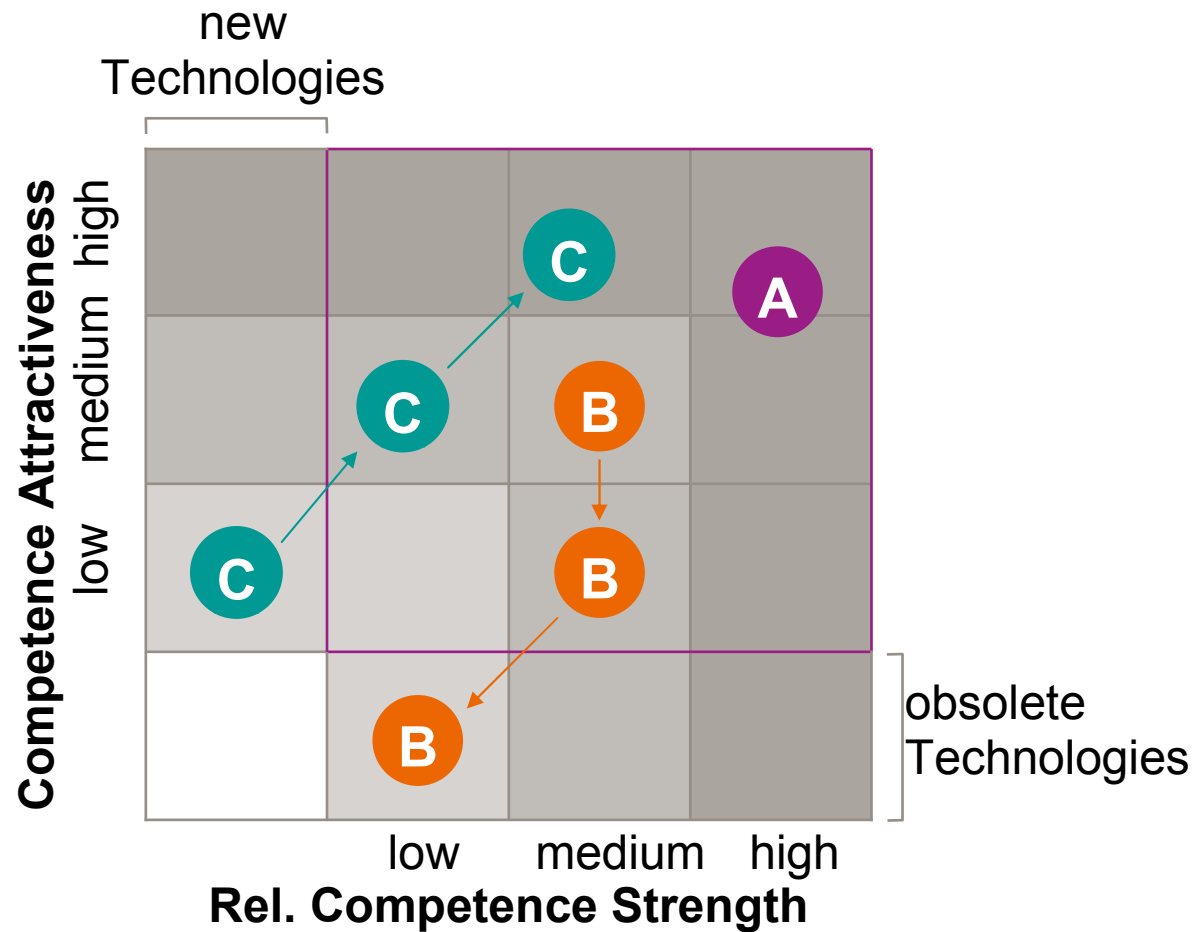 new
Technologies
Competence Attractiveness
high
medium
low
C
A
C
B
C
B
B
obsolete
Technologies
low medium high
Rel. Competence Strength